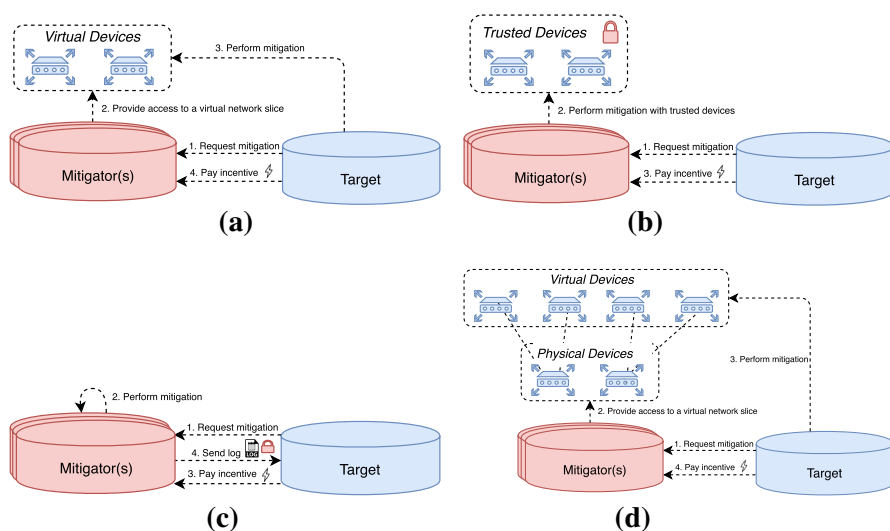 Virtual Devices
3. Perform mitigation
2. Provide access to a virtual network slice
1. Request mitigation
4. Pay incentive
Mitigator(s)
Target
(a)
Trusted Devices
2. Perform mitigation with trusted devices
1. Request mitigation
3. Pay incentive
Mitigator(s)
Target
(b)
2. Perform mitigation
1. Request mitigation
4. Send log
LOG
3. Pay incentive
Mitigator(s)
Target
(c)
Virtual Devices
Physical Devices
3. Perform mitigation
2. Provide access to a virtual network slice
1. Request mitigation
4. Pay incentive
Mitigator(s)
Target
(d)